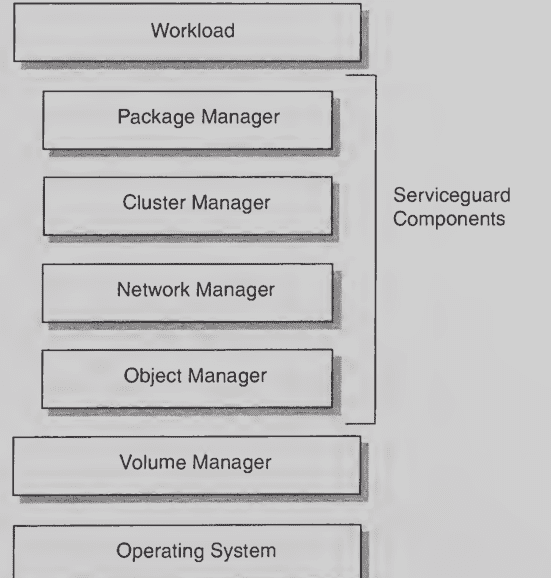 Workload
Package Manager
Cluster Manager
Serviceguard
Components
Network Manager
Object Manager
Volume Manager
Operating System